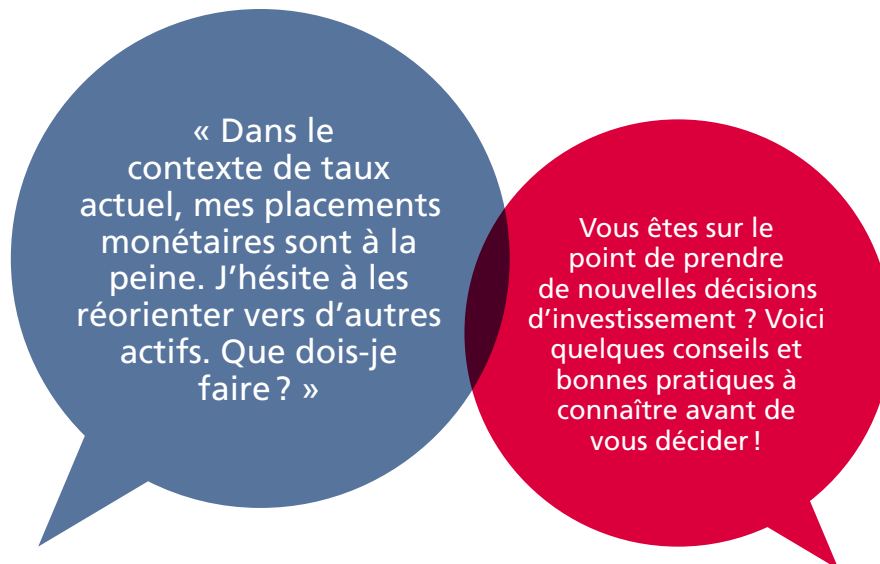 « Dans le
contexte de taux
actuel, mes placements
monétaires sont à la
peine. J’hésite à les
réorienter vers d’autres
actifs. Que dois-je
faire ? »
Vous êtes sur le
point de prendre
de nouvelles décisions
d’investissement ? Voici
quelques conseils et
bonnes pratiques à
connaître avant de
vous décider !